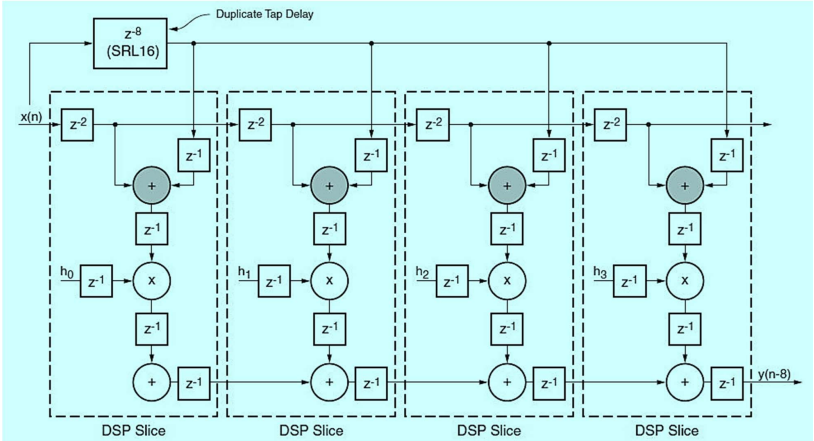 Duplicate Tap Delay
z-8
(SRL16)
x(n)
z-2
z-2
z-2
z-2
z-1
z-1
z-1
z-1
+
+
+
+
z-1
z-1
z-1
z-1
h0
z-1
x
h1
z-1
x
h2
z-1
x
h3
z-1
x
z-1
z-1
z-1
z-1
+
z-1
+
z-1
+
z-1
+
z-1
y(n-8)
DSP Slice
DSP Slice
DSP Slice
DSP Slice